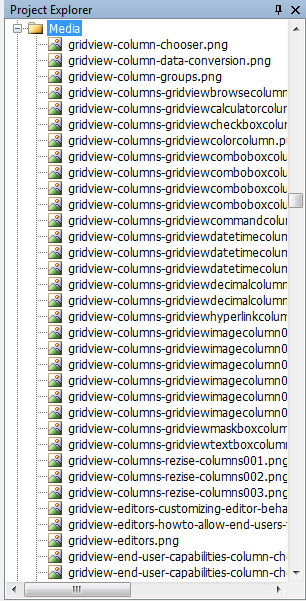 Project Explorer
Media
gridview-column-chooser.png
gridview-column-data-conversion.png
gridview-column-groups.png
gridview-columns-gridviewbrowsecolumn
gridview-columns-gridviewcalculatorcolum
gridview-columns-gridviewcheckboxcolum
gridview-columns-gridviewcolorcolumn.p
gridview-columns-gridviewcomboboxcolu
gridview-columns-gridviewcomboboxcolu
gridview-columns-gridviewcomboboxcolu
gridview-columns-gridviewcomboboxcolu
gridview-columns-gridviewcommandcolu
gridview-columns-gridviewdatetimecolun
gridview-columns-gridviewdatetimecolun
gridview-columns-gridviewdatetimecolun
gridview-columns-gridviewdecimalcolumn
gridview-columns-gridviewdecimalcolumn
gridview-columns-gridviewhyperlinkcolum
gridview-columns-gridviewimagecolumn0
gridview-columns-gridviewimagecolumn0
gridview-columns-gridviewimagecolumn0
gridview-columns-gridviewimagecolumn0
gridview-columns-gridviewimagecolumn0
gridview-columns-gridviewimagecolumn0
gridview-columns-gridviewmaskboxcolum
gridview-columns-gridviewtextboxcolumn
gridview-columns-rezise-columns001.png
gridview-columns-rezise-columns002.png
gridview-columns-rezise-columns003.png
gridview-editors-customizing-editor-beha
gridview-editors-howto-allow-end-users-
gridview-editors.png
gridview-end-user-capabilities-column-ch
gridview-end-user-capabilities-column-ch